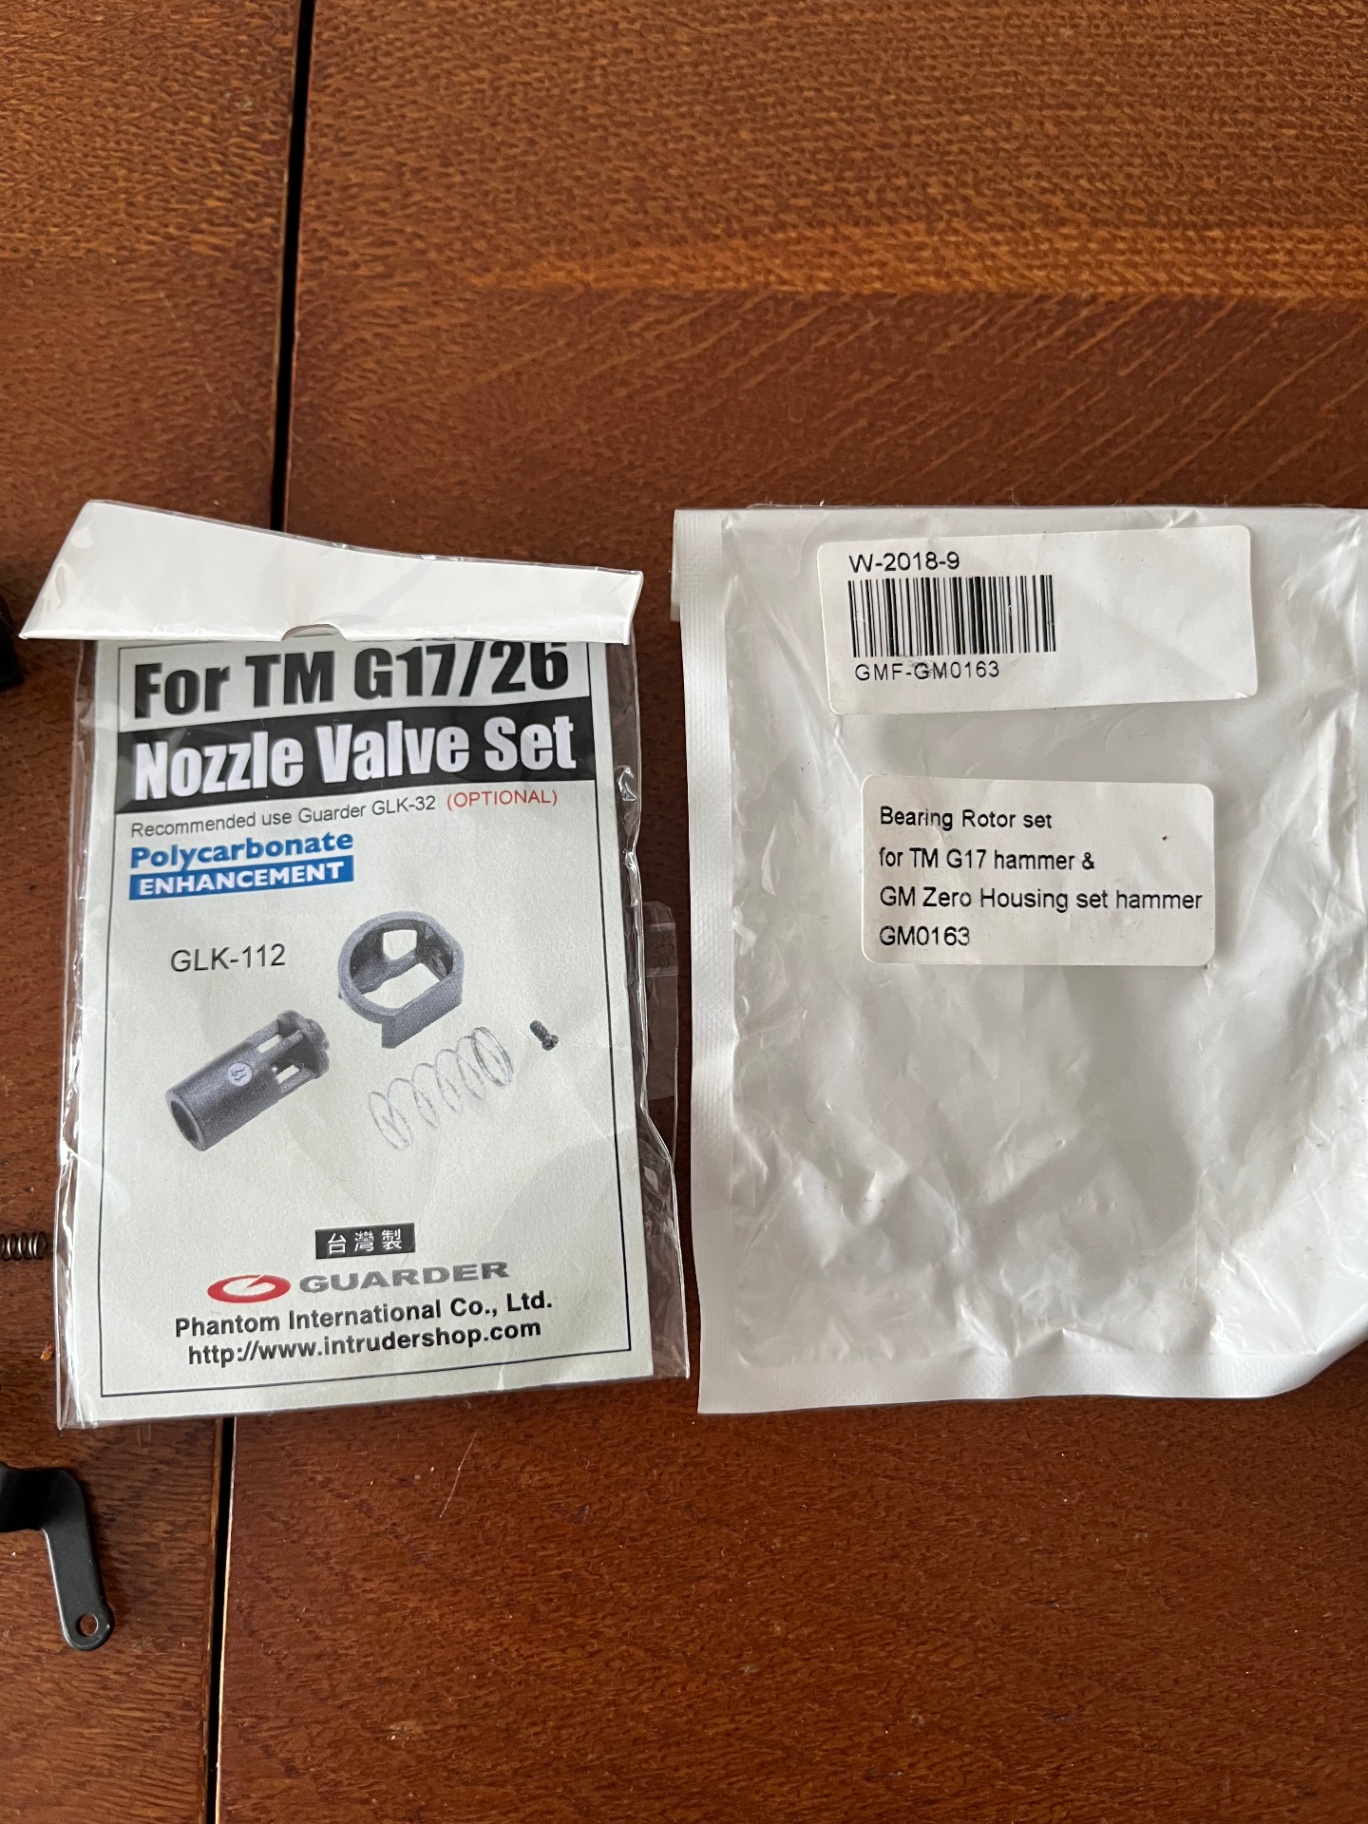 For TM G17/26
Nozzle Valve Set
Recommended use Guarder GLK-32 (OPTIONAL)
Polycarbonate
ENHANCEMENT
GLK-112
台灣製
GUARDER
Phantom International Co., Ltd.
http://www.intrudershop.com
W-2018-9
GMF-GM0163
Bearing Rotor set
for TM G17 hammer &
GM Zero Housing set hammer
GM0163